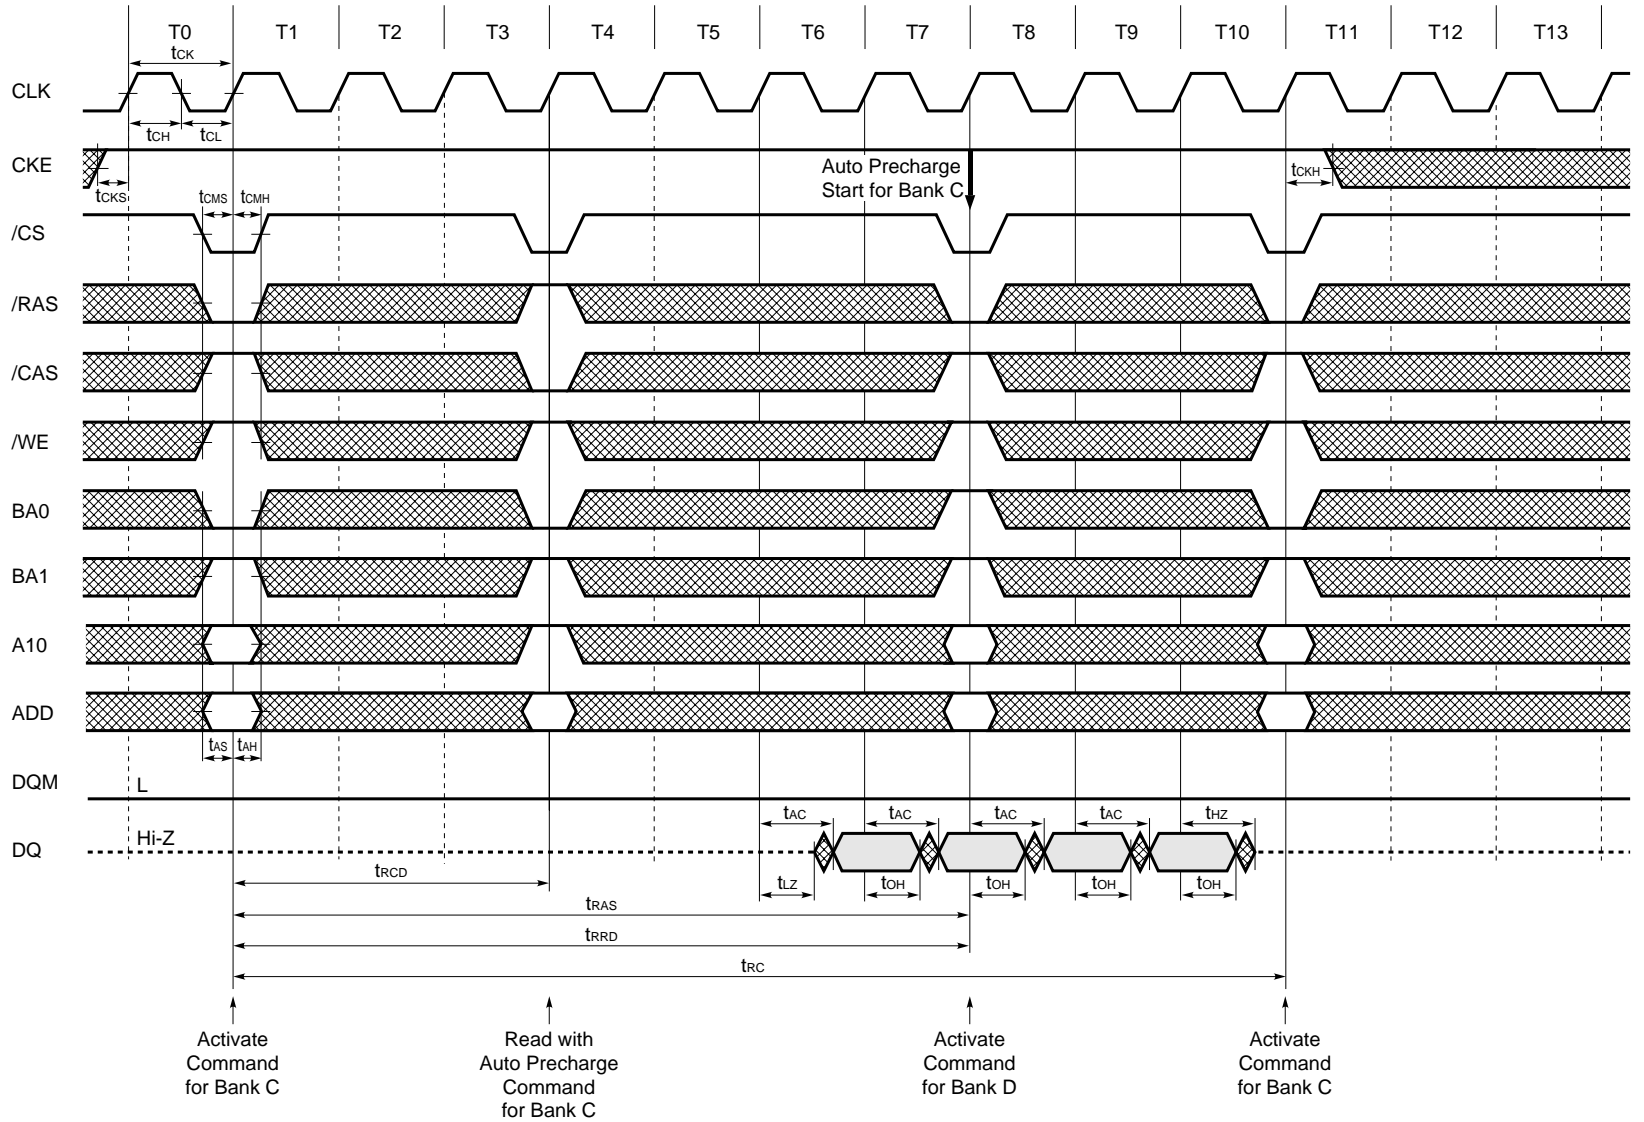 T0 T1 T2 T3 T4 T5 T6 T7 T8 T9 T10 T11 T12 T13
tCK
CLK
tCH tCL
CKE
Auto Precharge
Start for Bank C
tCKH
tCKS
tCMS tCMH
/CS
/RAS
/CAS
/WE
BA0
BA1
A10
ADD
tAS tAH
DQM
L
tAC tAC tAC tAC tHZ
Hi-Z
DQ
tRCD
tLZ tOH tOH tOH tOH
tRAS
tRRD
tRC
Activate
Command
for Bank C
Read with
Auto Precharge
Command
for Bank C
Activate
Command
for Bank D
Activate
Command
for Bank C